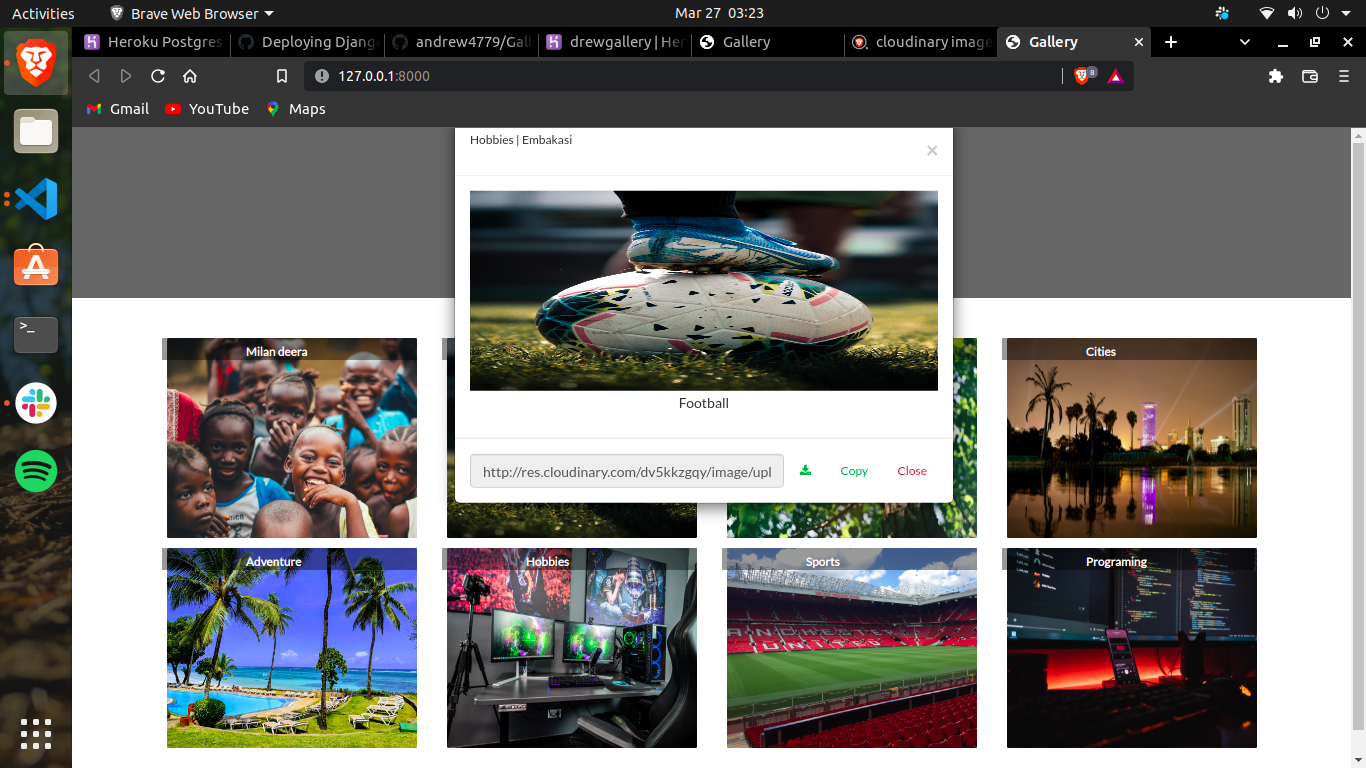 Activities
Brave Web Browser
Mar 27 03:23
Heroku Postgres
Deploying Djang
andrew4779/Gall
drewgallery | Her
Gallery
cloudinary image
Gallery
127.0.0.1:8000
8
Gmail
YouTube
Maps
Hobbies | Embakasi
×
Football
http://res.cloudinary.com/dv5kkzgqy/image/upl
Copy
Close
Milan deera
Cities
Adventure
Hobbies
Sports
Programing
UNITED
>_